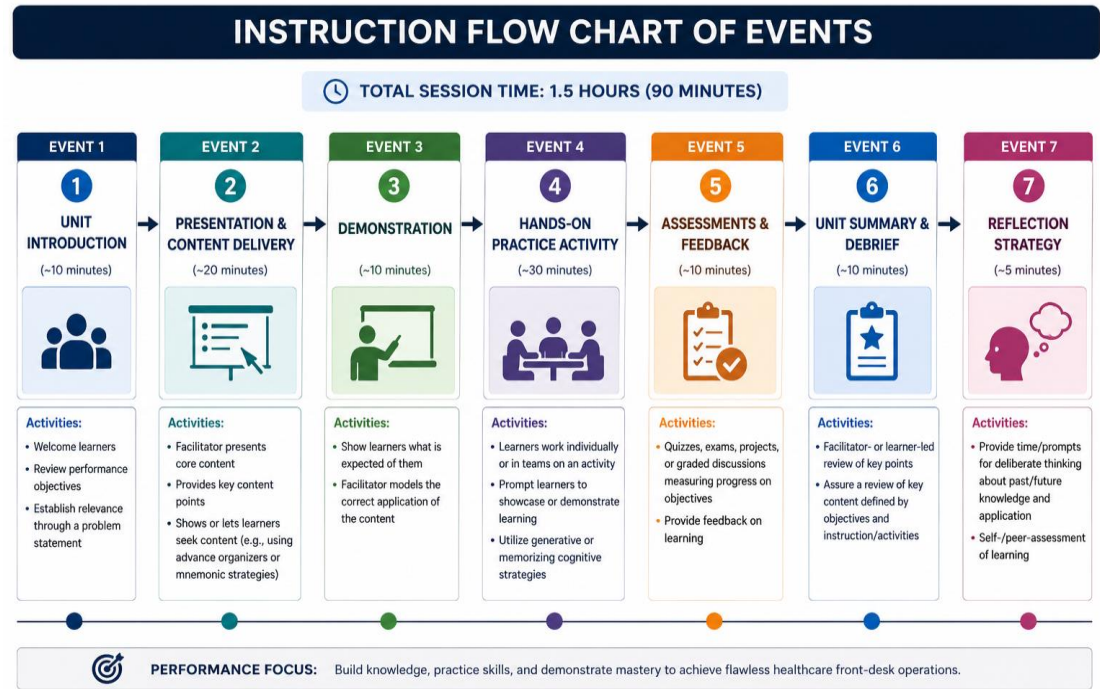 INSTRUCTION FLOW CHART OF EVENTS
TOTAL SESSION TIME: 1.5 HOURS (90 MINUTES)
EVENT 1
1
UNIT
INTRODUCTION
(~10 minutes)
Activities:
• Welcome learners
• Review performance
objectives
• Establish relevance
through a problem
statement
EVENT 2
2
PRESENTATION &
CONTENT DELIVERY
(~20 minutes)
Activities:
• Facilitator presents
core content
• Provides key content
points
• Shows or lets learners
seek content (e.g., using
advance organizers or
mnemonic strategies)
EVENT 3
3
DEMONSTRATION
(~10 minutes)
Activities:
• Show learners what is
expected of them
• Facilitator models the
correct application of
the content
EVENT 4
4
HANDS-ON
PRACTICE ACTIVITY
(~30 minutes)
Activities:
• Learners work individually
or in teams on an activity
• Prompt learners to
showcase or demonstrate
learning
• Utilize generative or
memorizing cognitive
strategies
EVENT 5
5
ASSESSMENTS &
FEEDBACK
(~10 minutes)
Activities:
• Quizzes, exams, projects,
or graded discussions
measuring progress on
objectives
• Provide feedback on
learning
EVENT 6
6
UNIT SUMMARY &
DEBRIEF
(~10 minutes)
Activities:
• Facilitator- or learner-led
review of key points
• Assure a review of key
content defined by
objectives and
instruction/activities
EVENT 7
7
REFLECTION
STRATEGY
(~5 minutes)
Activities:
• Provide time/prompts
for deliberate thinking
about past/future
knowledge and
application
• Self-/peer-assessment
of learning
PERFORMANCE FOCUS: Build knowledge, practice skills, and demonstrate mastery to achieve flawless healthcare front-desk operations.